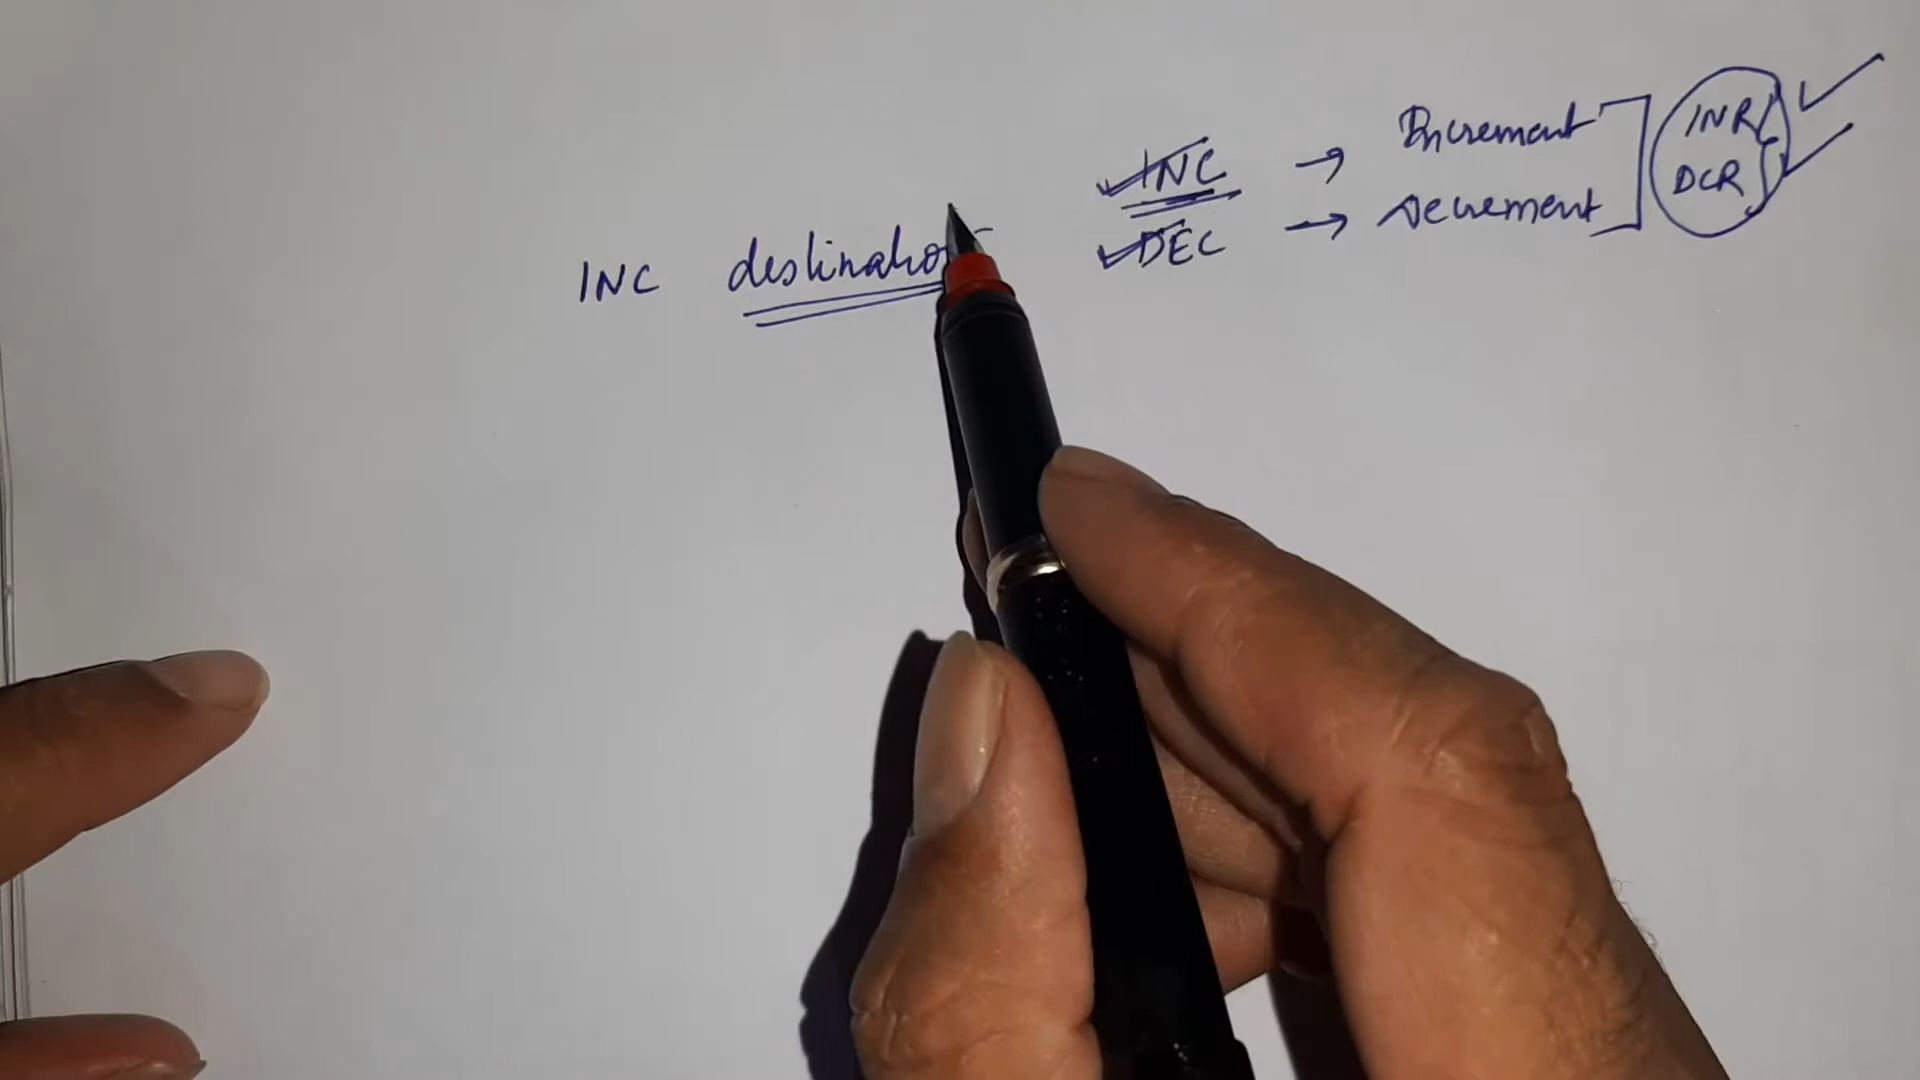 INC → Increment INR
DEC → decrement DCR
INC destination